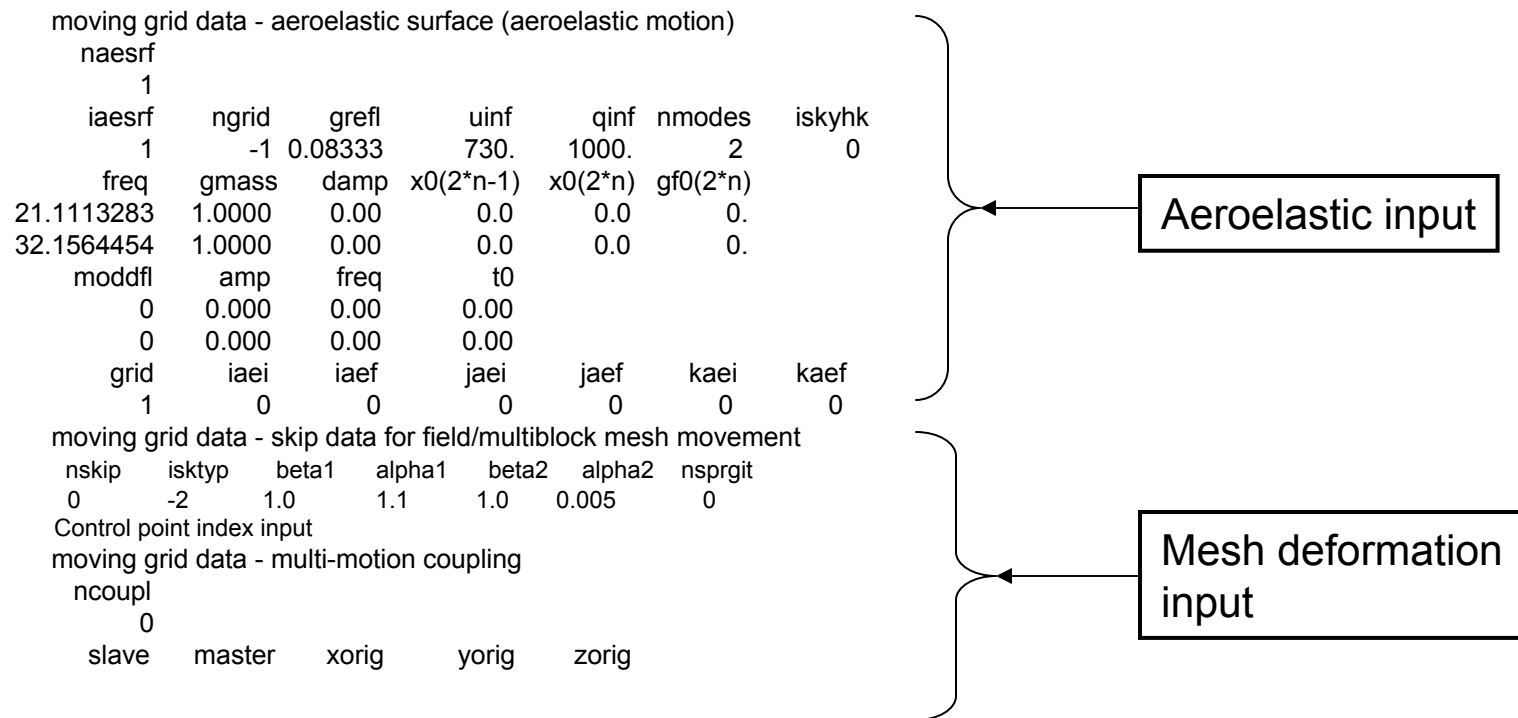 moving grid data - aeroelastic surface (aeroelastic motion)
naesrf
1
iaesrf ngrid grefl uinf qinf nmodes iskyhk
1 -1 0.08333 730. 1000. 2 0
freq gmass damp x0(2*n-1) x0(2*n) gf0(2*n)
21.1113283 1.0000 0.00 0.0 0.0 0.
32.1564454 1.0000 0.00 0.0 0.0 0.
moddfl amp freq t0
0 0.000 0.00 0.00
0 0.000 0.00 0.00
grid iaei iaef jaei jaef kaei kaef
1 0 0 0 0 0 0
moving grid data - skip data for field/multiblock mesh movement
nskip isktyp beta1 alpha1 beta2 alpha2 nsprgit
0 -2 1.0 1.1 1.0 0.005 0
Control point index input
moving grid data - multi-motion coupling
ncoupl
0
slave master xorig yorig zorig
Aeroelastic input
Mesh deformation
input